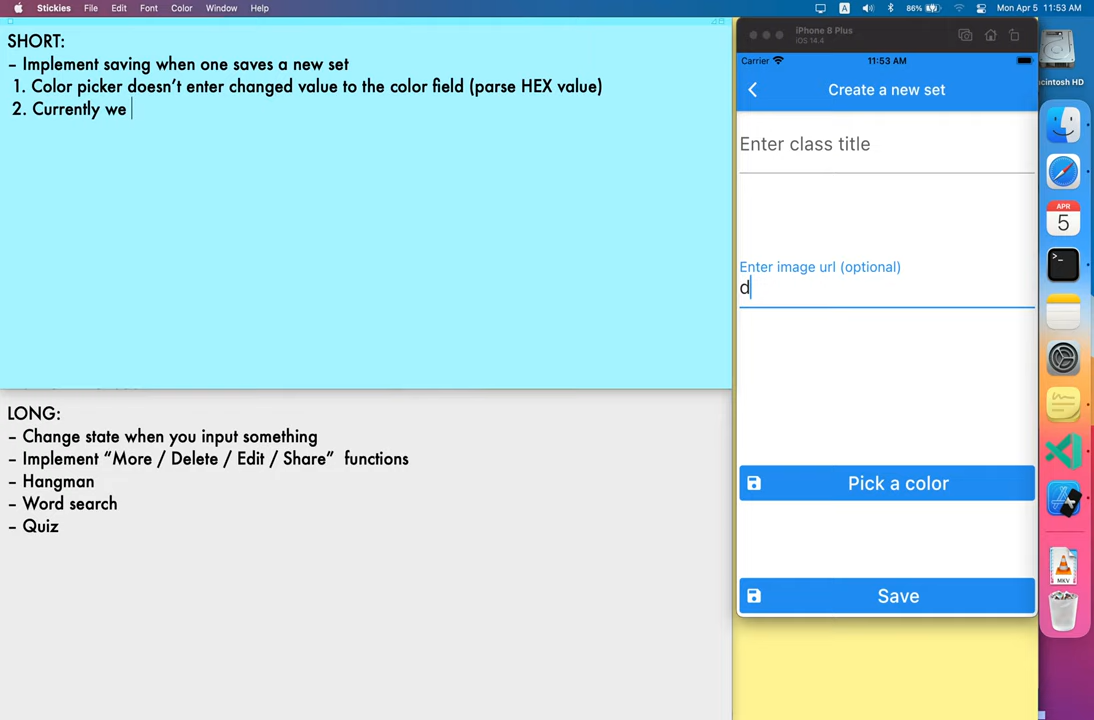 Stickies File Edit Font Color Window Help
A 86% Mon Apr 5 11:53 AM
SHORT:
– Implement saving when one saves a new set
1. Color picker doesn't enter changed value to the color field (parse HEX value)
2. Currently we
LONG:
– Change state when you input something
– Implement “More / Delete / Edit / Share” functions
– Hangman
– Word search
– Quiz
iPhone 8 Plus
iOS 14.4
Carrier 11:53 AM
Create a new set
Enter class title
Enter image url (optional)
d
Pick a color
Save
acintosh HD
APR
5
>_
MKV